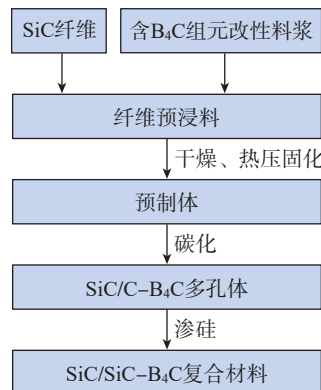 SiC纤维
含B₄C组元改性料浆
纤维预浸料
干燥、热压固化
预制体
碳化
SiC/C-B₄C多孔体
渗硅
SiC/SiC-B₄C复合材料